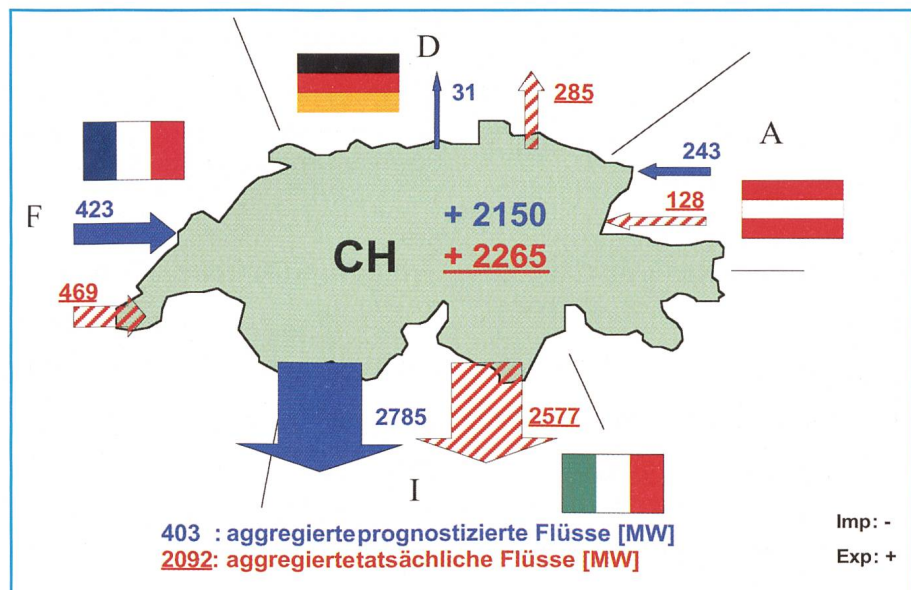 D
31
285
A
243
423
128
F
+ 2150
CH
+ 2265
469
2785
2577
I
403 : aggregierteprognostizierte Flüsse [MW]
2092: aggregiertetatsächliche Flüsse [MW]
Imp: -
Exp: +